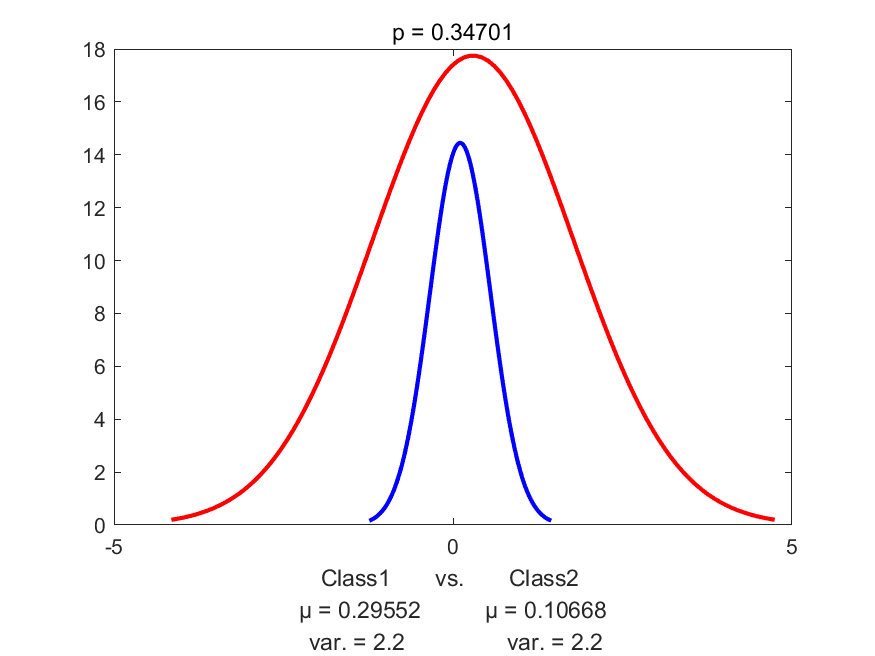 p = 0.34701
18
16
14
12
10
8
6
4
2
0
-5 0 5
Class1 vs. Class2
μ = 0.29552 μ = 0.10668
var. = 2.2 var. = 2.2